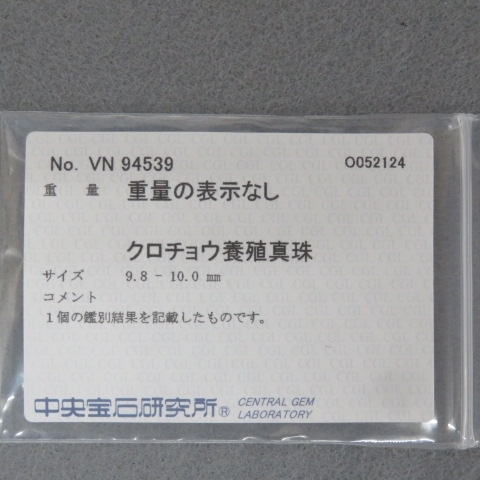 No. VN 94539 O052124
重 量 重量の表示なし
クロチョウ養殖真珠
サイズ 9.8 - 10.0 mm
コメント
1個の鑑別結果を記載したものです。
中央宝石研究所® CENTRAL GEM
LABORATORY